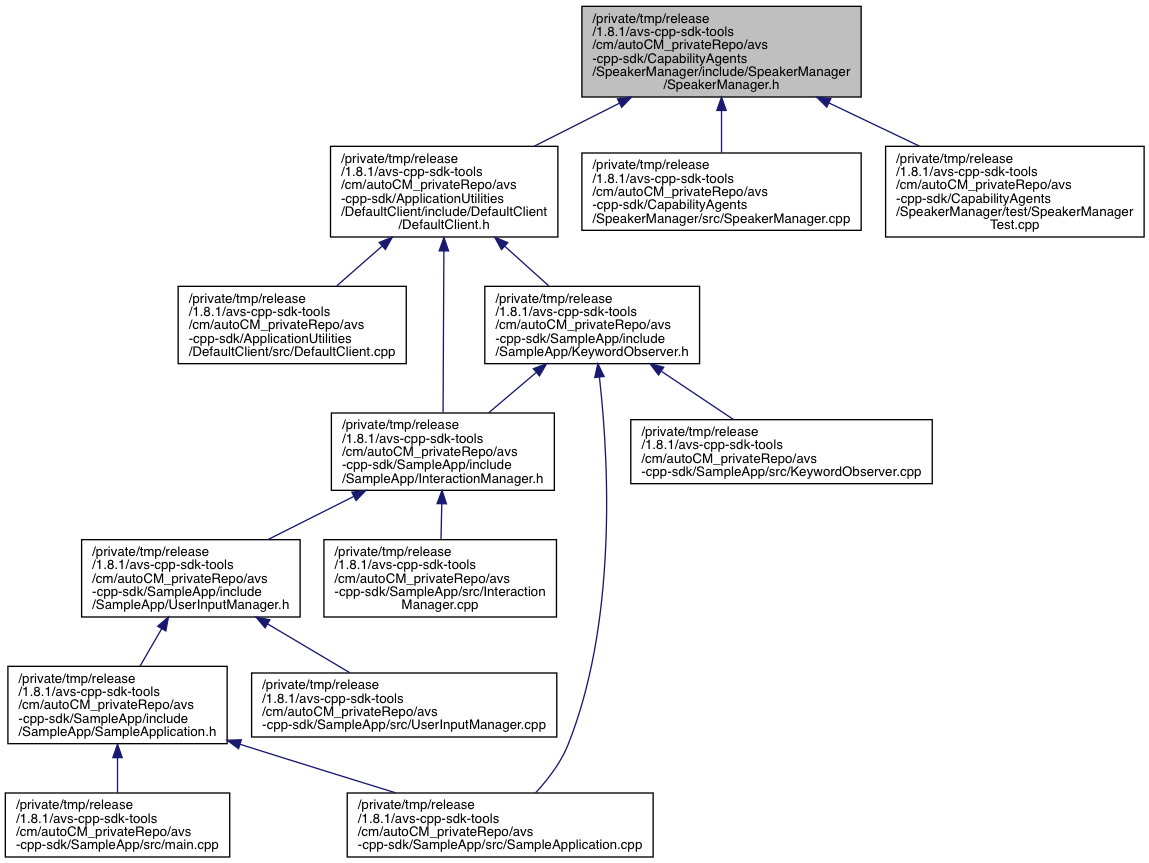 /private/tmp/release
/1.8.1/avs-cpp-sdk-tools
/cm/autoCM_privateRepo/avs
-cpp-sdk/CapabilityAgents
/SpeakerManager/include/SpeakerManager
/SpeakerManager.h
/private/tmp/release
/1.8.1/avs-cpp-sdk-tools
/cm/autoCM_privateRepo/avs
-cpp-sdk/ApplicationUtilities
/DefaultClient/include/DefaultClient
/DefaultClient.h
/private/tmp/release
/1.8.1/avs-cpp-sdk-tools
/cm/autoCM_privateRepo/avs
-cpp-sdk/CapabilityAgents
/SpeakerManager/src/SpeakerManager.cpp
/private/tmp/release
/1.8.1/avs-cpp-sdk-tools
/cm/autoCM_privateRepo/avs
-cpp-sdk/CapabilityAgents
/SpeakerManager/test/SpeakerManager
Test.cpp
/private/tmp/release
/1.8.1/avs-cpp-sdk-tools
/cm/autoCM_privateRepo/avs
-cpp-sdk/ApplicationUtilities
/DefaultClient/src/DefaultClient.cpp
/private/tmp/release
/1.8.1/avs-cpp-sdk-tools
/cm/autoCM_privateRepo/avs
-cpp-sdk/SampleApp/include
/SampleApp/KeywordObserver.h
/private/tmp/release
/1.8.1/avs-cpp-sdk-tools
/cm/autoCM_privateRepo/avs
-cpp-sdk/SampleApp/include
/SampleApp/InteractionManager.h
/private/tmp/release
/1.8.1/avs-cpp-sdk-tools
/cm/autoCM_privateRepo/avs
-cpp-sdk/SampleApp/src/KeywordObserver.cpp
/private/tmp/release
/1.8.1/avs-cpp-sdk-tools
/cm/autoCM_privateRepo/avs
-cpp-sdk/SampleApp/include
/SampleApp/UserInputManager.h
/private/tmp/release
/1.8.1/avs-cpp-sdk-tools
/cm/autoCM_privateRepo/avs
-cpp-sdk/SampleApp/src/Interaction
Manager.cpp
/private/tmp/release
/1.8.1/avs-cpp-sdk-tools
/cm/autoCM_privateRepo/avs
-cpp-sdk/SampleApp/include
/SampleApp/SampleApplication.h
/private/tmp/release
/1.8.1/avs-cpp-sdk-tools
/cm/autoCM_privateRepo/avs
-cpp-sdk/SampleApp/src/UserInputManager.cpp
/private/tmp/release
/1.8.1/avs-cpp-sdk-tools
/cm/autoCM_privateRepo/avs
-cpp-sdk/SampleApp/src/main.cpp
/private/tmp/release
/1.8.1/avs-cpp-sdk-tools
/cm/autoCM_privateRepo/avs
-cpp-sdk/SampleApp/src/SampleApplication.cpp